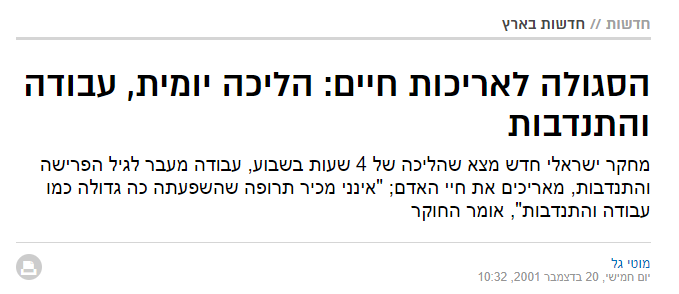 חדשות // חדשות בארץ
הסגולה לאריכות חיים: הליכה יומית, עבודה
והתנדבות
מחקר ישראלי חדש מצא שהליכה של 4 שעות בשבוע, עבודה מעבר לגיל הפרישה
והתנדבות, מאריכים את חיי האדם; "אינני מכיר תרופה שהשפעתה כה גדולה כמו
עבודה והתנדבות", אומר החוקר
מוטי גל
יום חמישי, 20 בדצמבר 2001, 10:32